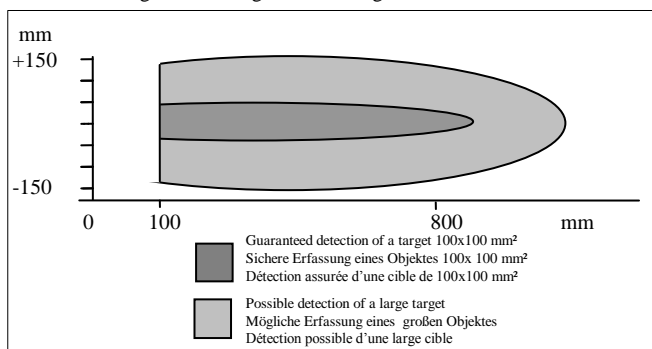 mm
+150
-150
0 100 800 mm
Guaranteed detection of a target 100x100 mm²
Sichere Erfassung eines Objektes 100x 100 mm²
Détection assurée d’une cible de 100x100 mm²
Possible detection of a large target
Mögliche Erfassung eines großen Objektes
Détection possible d’une large cible